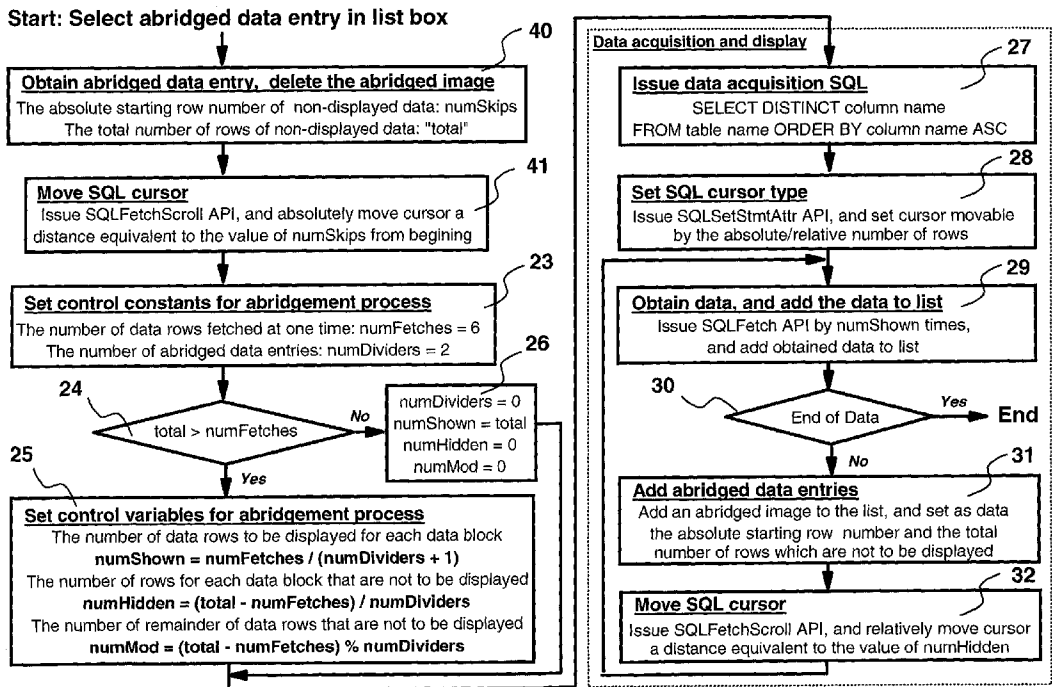 Start: Select abridged data entry in list box
40
Obtain abridged data entry, delete the abridged image
The absolute starting row number of non-displayed data: numSkips
The total number of rows of non-displayed data: "total"
41
Move SQL cursor
Issue SQLFetchScroll API, and absolutely move cursor a
distance equivalent to the value of numSkips from begining
23
Set control constants for abridgement process
The number of data rows fetched at one time: numFetches = 6
The number of abridged data entries: numDividers = 2
24
total > numFetches
No
Yes
26
numDividers = 0
numShown = total
numHidden = 0
numMod = 0
25
Set control variables for abridgement process
The number of data rows to be displayed for each data block
numShown = numFetches / (numDividers + 1)
The number of rows for each data block that are not to be displayed
numHidden = (total - numFetches) / numDividers
The number of remainder of data rows that are not to be displayed
numMod = (total - numFetches) % numDividers
Data acquisition and display
27
Issue data acquisition SQL
SELECT DISTINCT column name
FROM table name ORDER BY column name ASC
28
Set SQL cursor type
Issue SQLSetStmtAttr API, and set cursor movable
by the absolute/relative number of rows
29
Obtain data, and add the data to list
Issue SQLFetch API by numShown times,
and add obtained data to list
30
End of Data
Yes
End
No
31
Add abridged data entries
Add an abridged image to the list, and set as data
the absolute starting row number and the total
number of rows which are not to be displayed
32
Move SQL cursor
Issue SQLFetchScroll API, and relatively move cursor
a distance equivalent to the value of numHidden